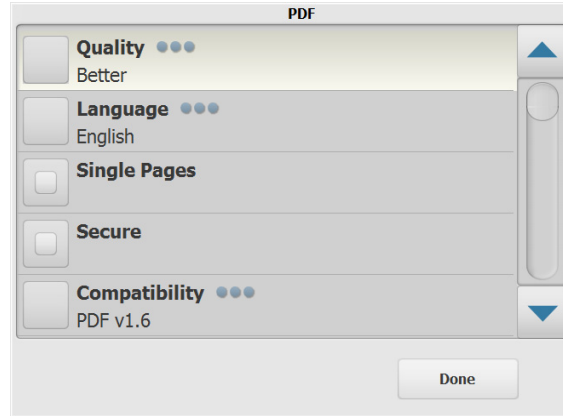 PDF
Quality
Better
Language
English
Single Pages
Secure
Compatibility
PDF v1.6
Done